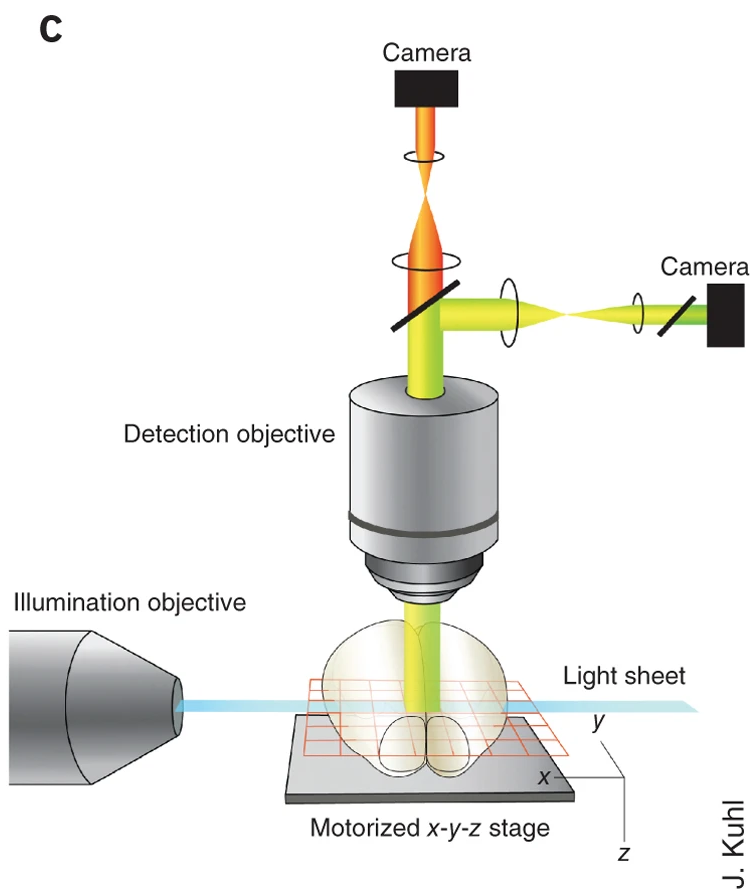 C
Camera
Camera
Detection objective
Illumination objective
Light sheet
y
x
Motorized x-y-z stage
z
J. Kuhl